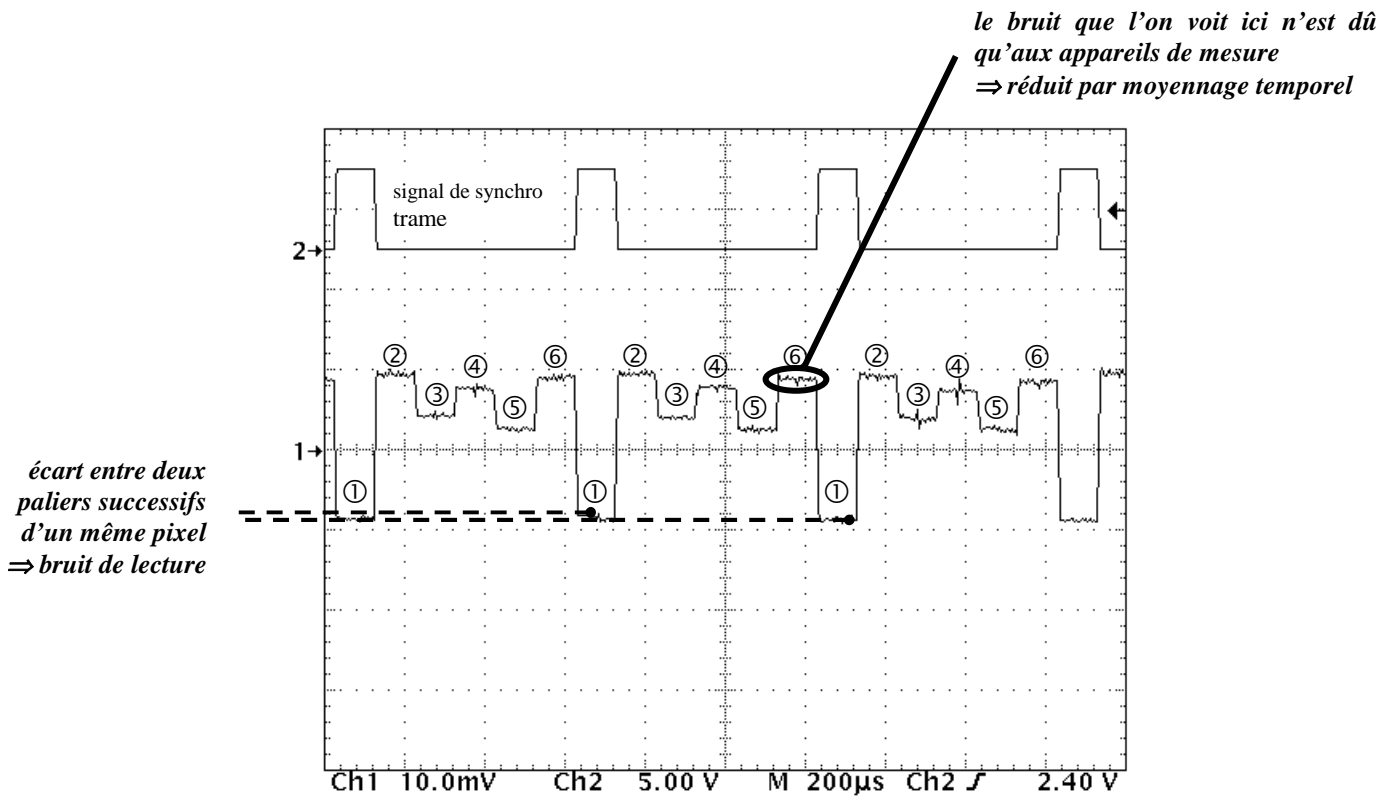 le bruit que l'on voit ici n'est dû
qu'aux appareils de mesure
⇒ réduit par moyennage temporel
signal de synchro
trame
2→
② ④ ⑥ ② ④ ⑥ ② ④ ⑥
③ ⑤ ③ ⑤ ③ ⑤
1→
① ① ①
écart entre deux
paliers successifs
d'un même pixel
⇒ bruit de lecture
Ch1 10.0mV Ch2 5.00 V M 200µs Ch2 2.40 V